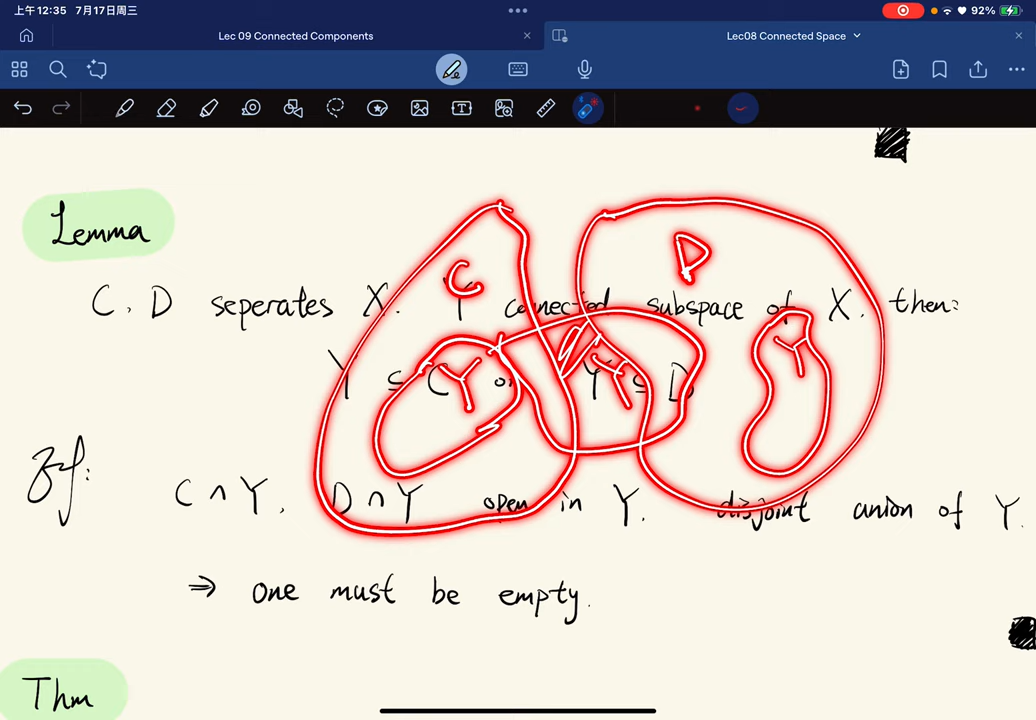 上午12:35 7月17日周三
92%
Lec 09 Connected Components
Lec08 Connected Space
Lemma
C D
C, D seperates X. Y connected subspace of X, then:
Y ⊆ C or Y ⊆ D
Y Y Y
Pf:
C ∩ Y, D ∩ Y open in Y. disjoint union of Y.
⇒ one must be empty.
Thm